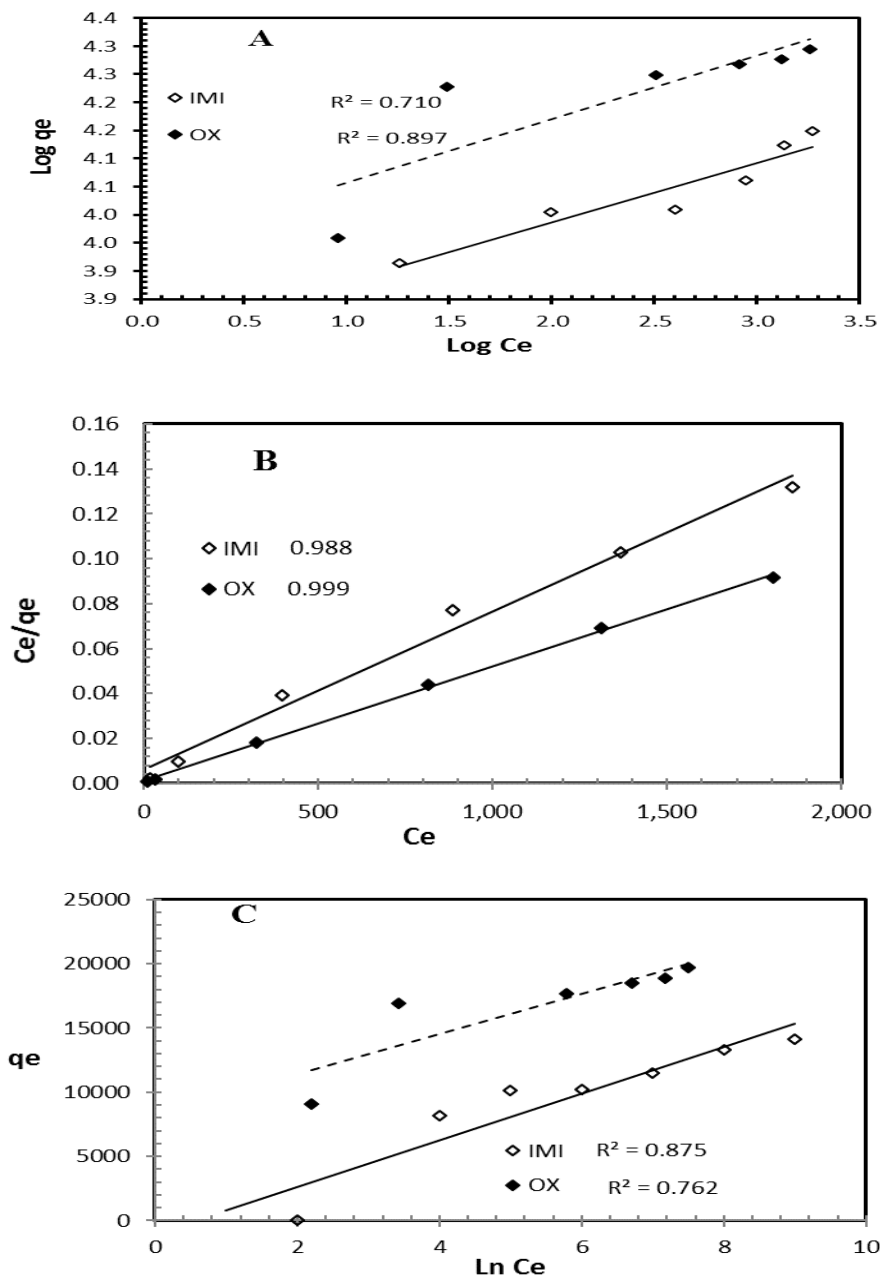 A
4.4
4.3
4.3
4.2
4.2
4.1
4.1
4.0
4.0
3.9
3.9
Log qe
IMI R² = 0.710
OX R² = 0.897
0.0 0.5 1.0 1.5 2.0 2.5 3.0 3.5
Log Ce
B
0.16
0.14
0.12
0.10
0.08
0.06
0.04
0.02
0.00
Ce/qe
IMI 0.988
OX 0.999
0 500 1,000 1,500 2,000
Ce
C
25000
20000
15000
10000
5000
0
qe
IMI R² = 0.875
OX R² = 0.762
0 2 4 6 8 10
Ln Ce